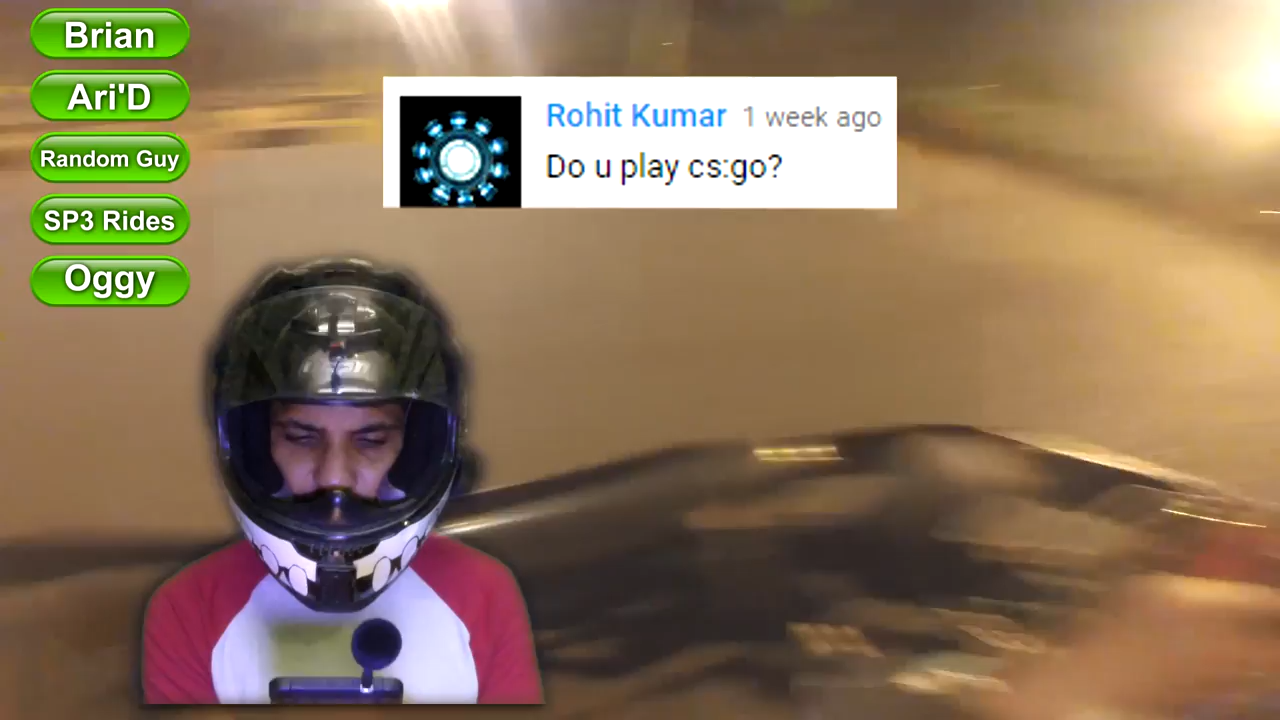 Brian
Ari'D
Random Guy
SP3 Rides
Oggy
Rohit Kumar 1 week ago
Do u play cs:go?